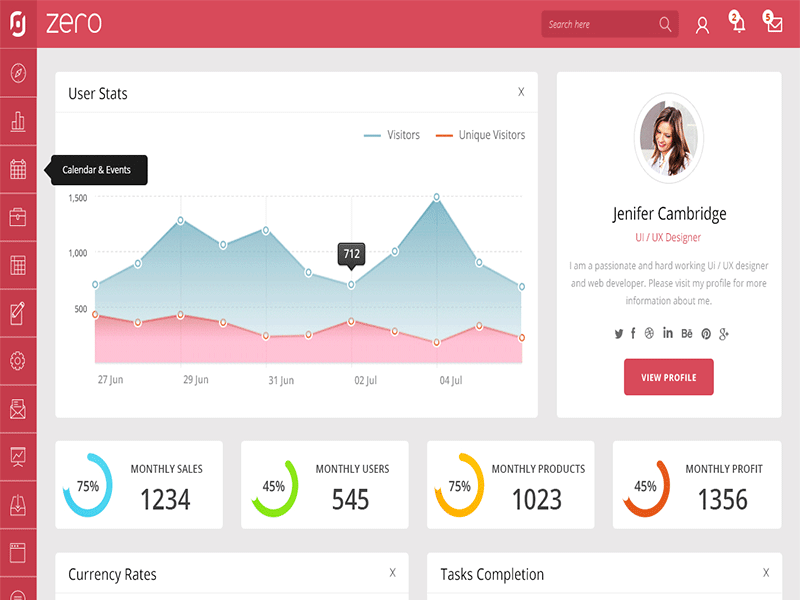 zero
Search here
2
5
User Stats
X
Visitors
Unique Visitors
Calendar & Events
1,500
1,000
500
712
27 Jun
29 Jun
31 Jun
02 Jul
04 Jul
Jenifer Cambridge
UI / UX Designer
I am a passionate and hard working Ui / UX designer
and web developer. Please visit my profile for more
information about me.
VIEW PROFILE
75%
MONTHLY SALES
1234
45%
MONTHLY USERS
545
75%
MONTHLY PRODUCTS
1023
45%
MONTHLY PROFIT
1356
Currency Rates
X
Tasks Completion
X